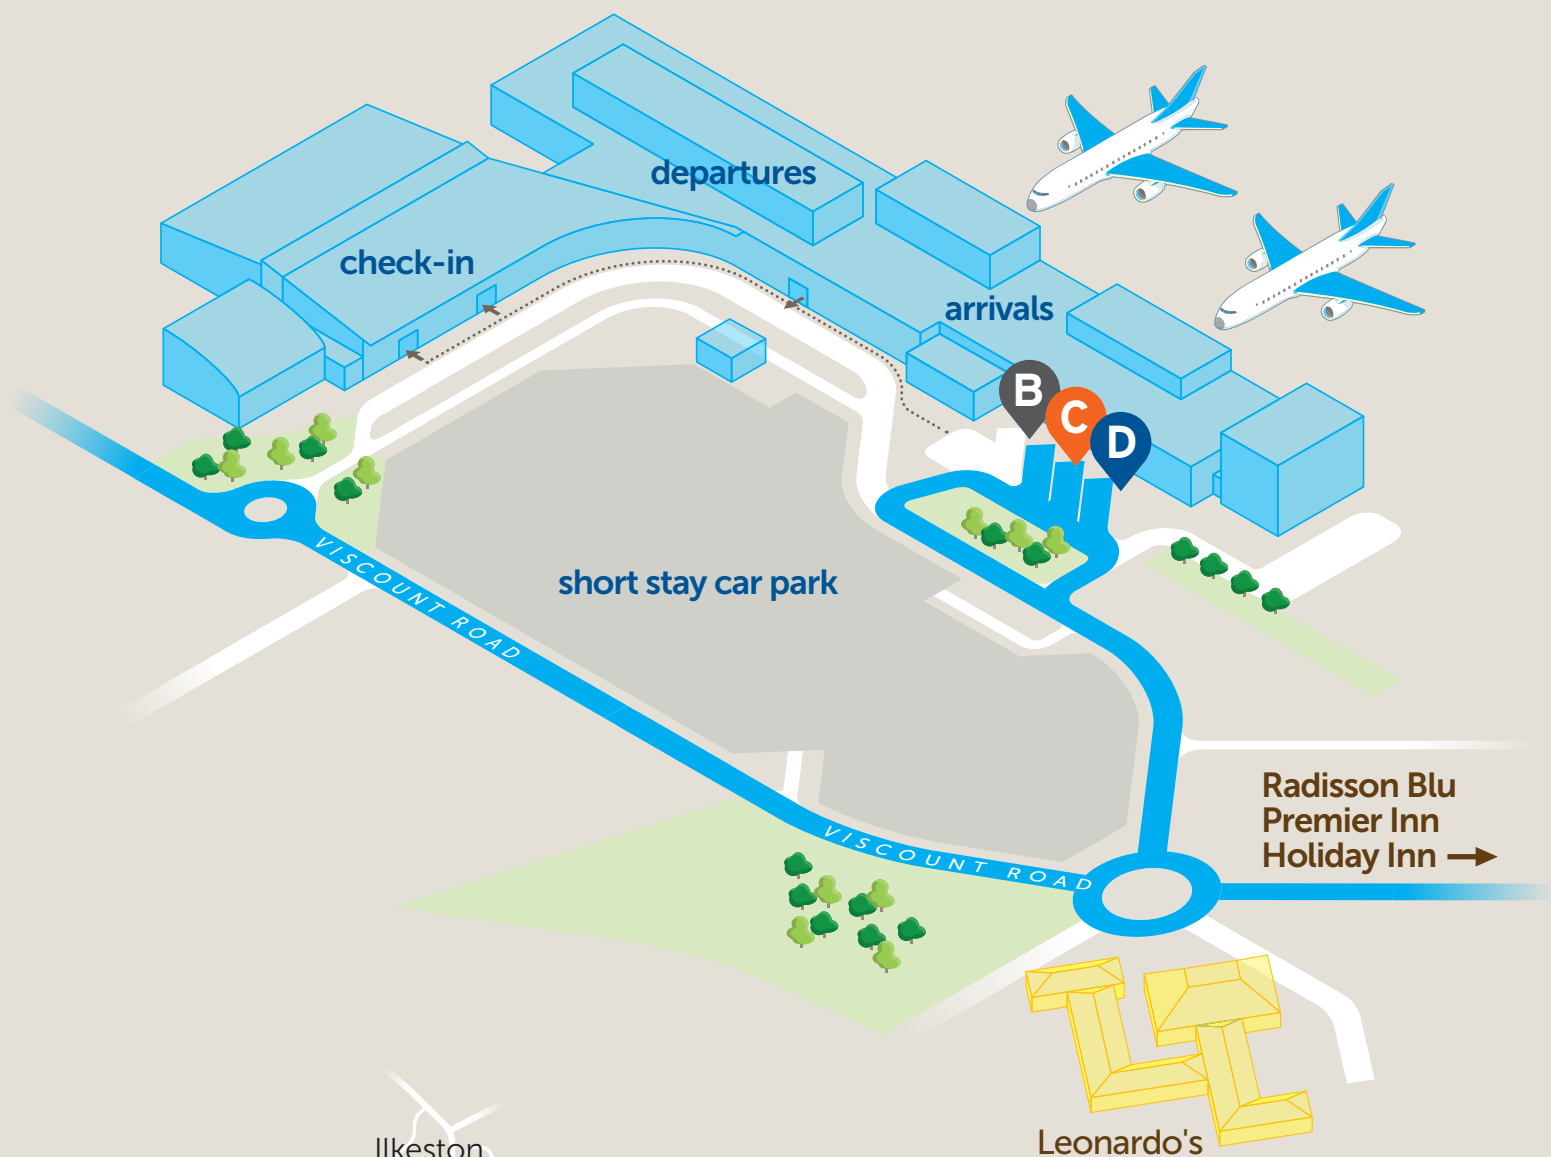 departures
check-in
arrivals
B
C
D
VISCOUNT ROAD
short stay car park
Radisson Blu
Premier Inn
Holiday Inn
VISCOUNT ROAD
Leonardo's
Ilkeston